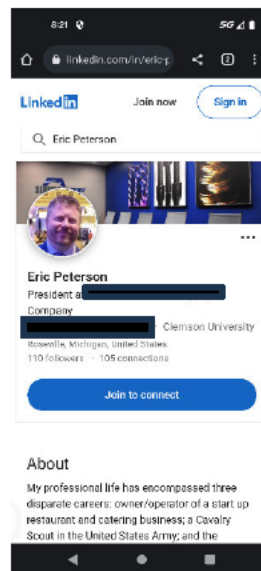 8:21
5G
linkedin.com/in/eric-p
2
Linked in
Join now
Sign in
Eric Peterson
Eric Peterson
President a
Company
Clemson University
Roseville, Michigan, United States
110 followers · 105 connections
Join to connect
About
My professional life has encompassed three
disparate careers: owner/operator of a start up
restaurant and catering business; a Cavalry
Scout in the United States Army; and the